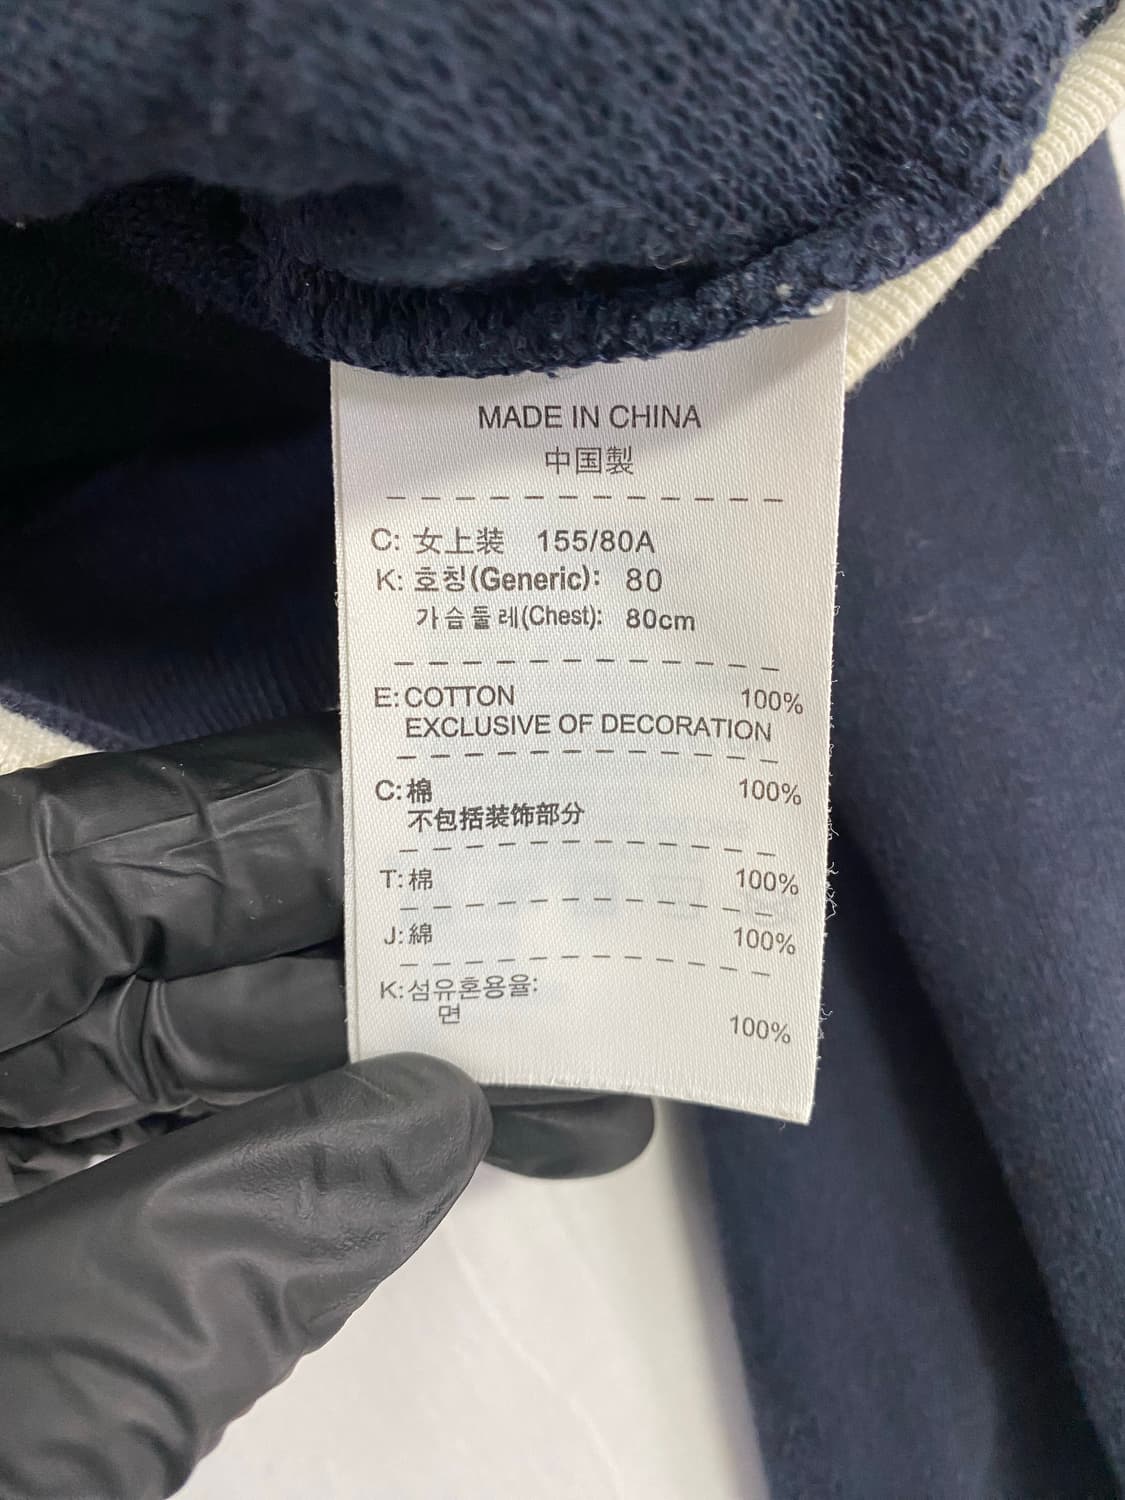 MADE IN CHINA
中国製
C: 女上装 155/80A
K: 호칭(Generic): 80
가슴둘레(Chest): 80cm
E: COTTON 100%
EXCLUSIVE OF DECORATION
C: 棉 100%
不包括装饰部分
T: 棉 100%
J: 綿 100%
K: 섬유혼용율:
면 100%